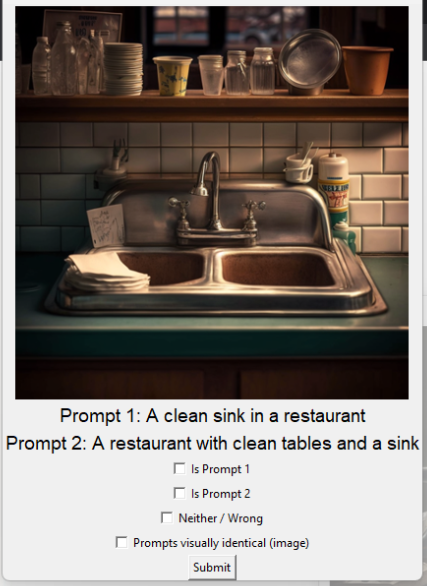 Prompt 1: A clean sink in a restaurant
Prompt 2: A restaurant with clean tables and a sink
Is Prompt 1
Is Prompt 2
Neither / Wrong
Prompts visually identical (image)
Submit